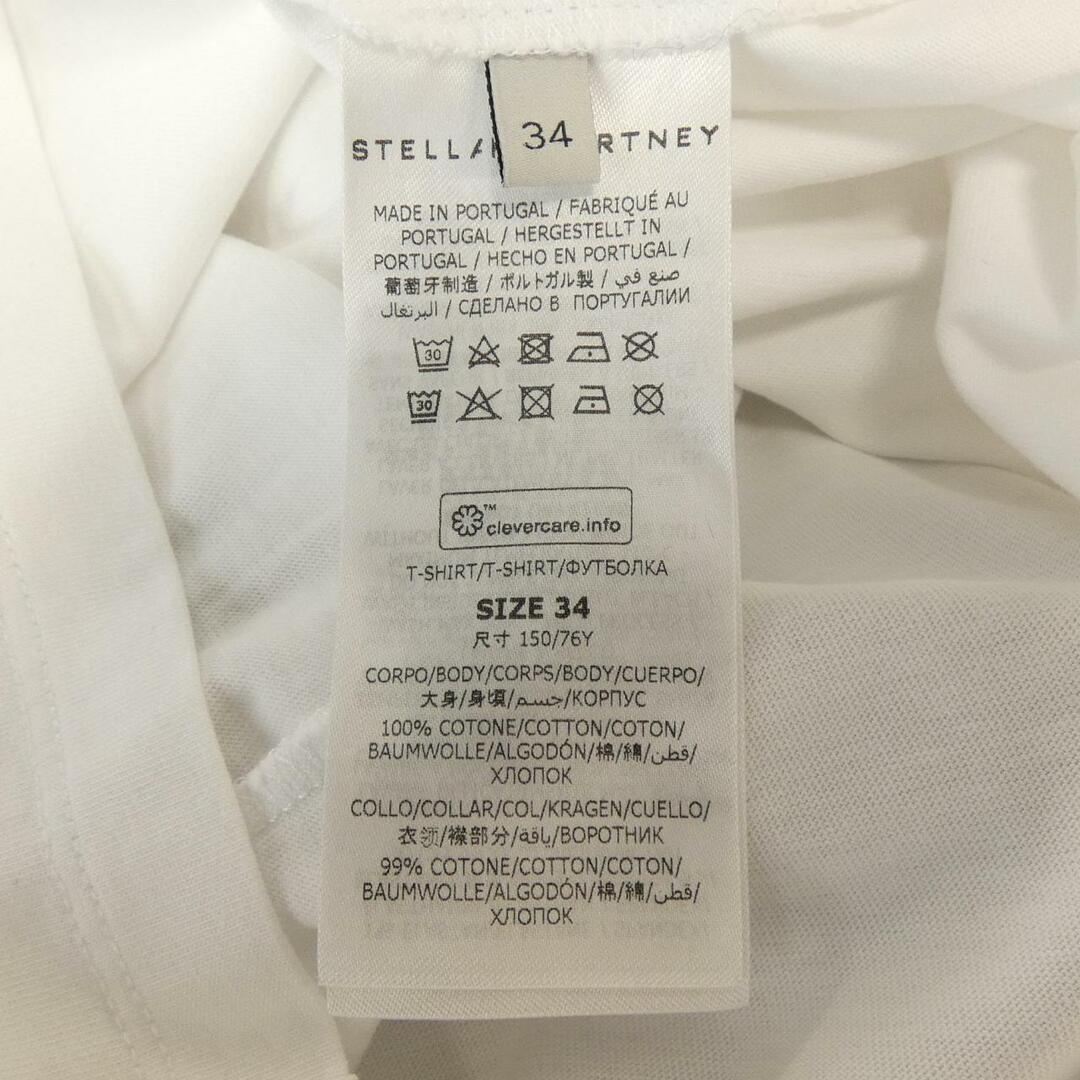 34
STELLA RTNEY
MADE IN PORTUGAL / FABRIQUÉ AU
PORTUGAL / HERGESTELLT IN
PORTUGAL / HECHO EN PORTUGAL /
葡萄牙制造 / ポルトガル製 / صنع في
البرتغال / СДЕЛАНО В ПОРТУГАЛИИ
30
30
clevercare.info™
T-SHIRT/T-SHIRT/ФУТБОЛКА
SIZE 34
尺寸 150/76Y
CORPO/BODY/CORPS/BODY/CUERPO/
大身/身頃/جسم/КОРПУС
100% COTONE/COTTON/COTON/
BAUMWOLLE/ALGODÓN/棉/綿/قطن/
ХЛОПОК
COLLO/COLLAR/COL/KRAGEN/CUELLO/
衣领/襟部分/ياقة/ВОРОТНИК
99% COTONE/COTTON/COTON/
BAUMWOLLE/ALGODÓN/棉/綿/قطن/
ХЛОПОК